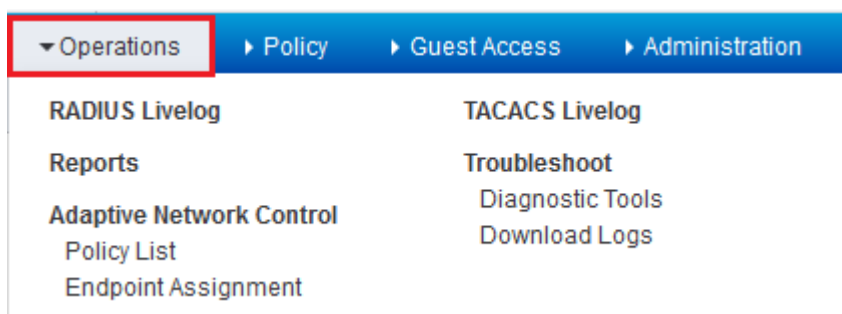 Operations Policy Guest Access Administration
RADIUS Livelog
Reports
Adaptive Network Control
Policy List
Endpoint Assignment
TACACS Livelog
Troubleshoot
Diagnostic Tools
Download Logs